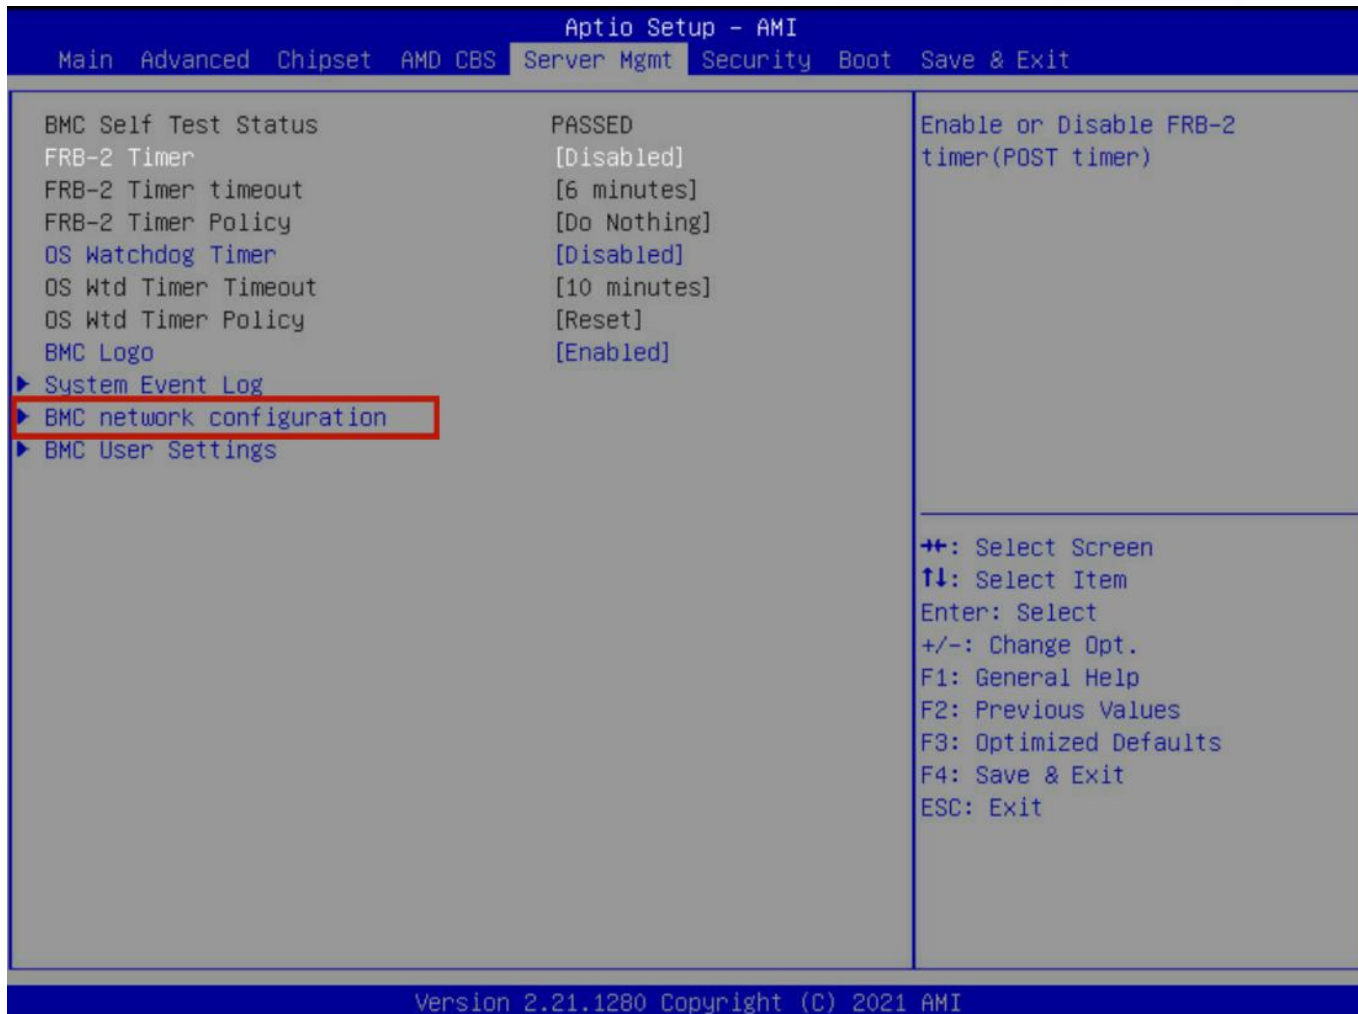 Aptio Setup – AMI
Main Advanced Chipset AMD CBS Server Mgmt Security Boot Save & Exit
BMC Self Test Status PASSED
FRB-2 Timer [Disabled]
FRB-2 Timer timeout [6 minutes]
FRB-2 Timer Policy [Do Nothing]
OS Watchdog Timer [Disabled]
OS Wtd Timer Timeout [10 minutes]
OS Wtd Timer Policy [Reset]
BMC Logo [Enabled]
▶ System Event Log
▶ BMC network configuration
▶ BMC User Settings
Enable or Disable FRB-2
timer(POST timer)
→←: Select Screen
↑↓: Select Item
Enter: Select
+/-: Change Opt.
F1: General Help
F2: Previous Values
F3: Optimized Defaults
F4: Save & Exit
ESC: Exit
Version 2.21.1280 Copyright (C) 2021 AMI